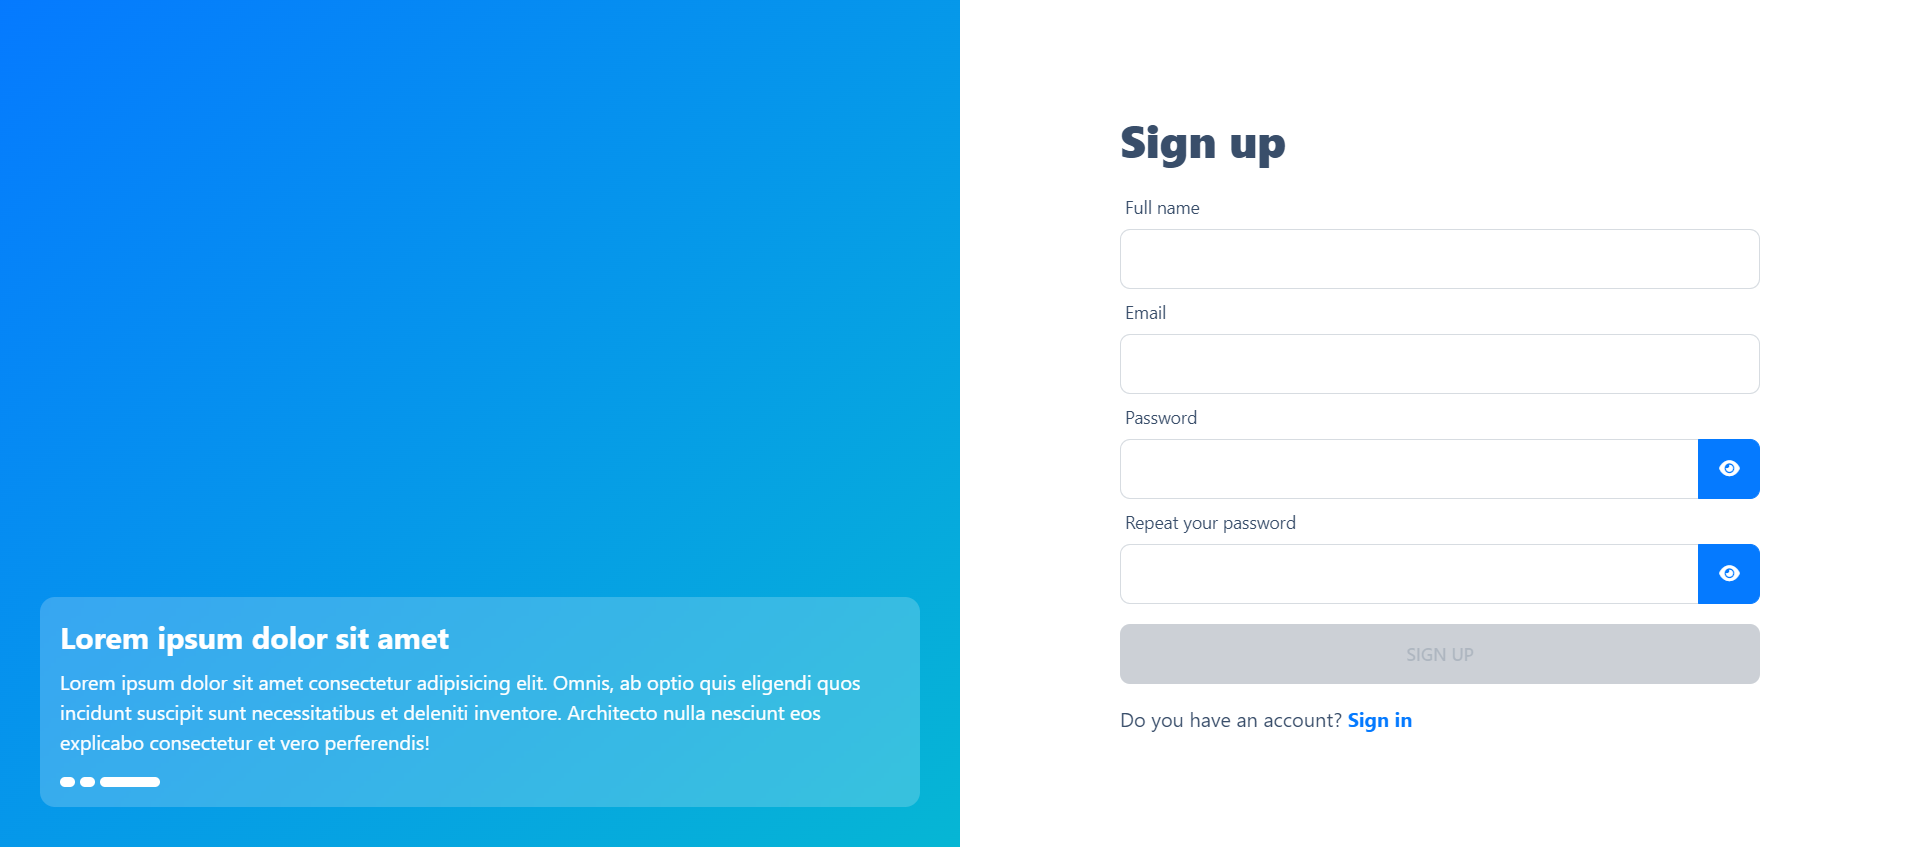 Lorem ipsum dolor sit amet
Lorem ipsum dolor sit amet consectetur adipisicing elit. Omnis, ab optio quis eligendi quos
incidunt suscipit sunt necessitatibus et deleniti inventore. Architecto nulla nesciunt eos
explicabo consectetur et vero perferendis!
Sign up
Full name
Email
Password
Repeat your password
SIGN UP
Do you have an account? Sign in